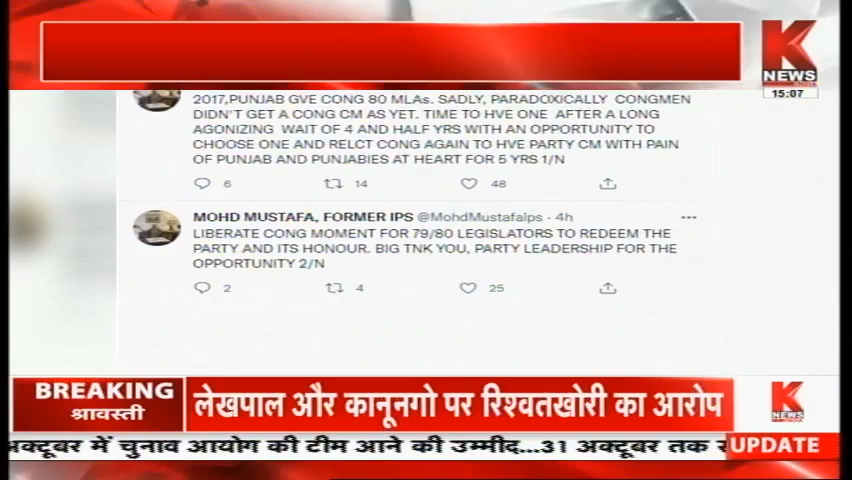 K
NEWS
INDIA
15:07
2017,PUNJAB GVE CONG 80 MLAs. SADLY, PARADOXICALLY CONGMEN
DIDN'T GET A CONG CM AS YET. TIME TO HVE ONE AFTER A LONG
AGONIZING WAIT OF 4 AND HALF YRS WITH AN OPPORTUNITY TO
CHOOSE ONE AND RELCT CONG AGAIN TO HVE PARTY CM WITH PAIN
OF PUNJAB AND PUNJABIES AT HEART FOR 5 YRS 1/N
6 14 48
MOHD MUSTAFA, FORMER IPS @MohdMustafaIps · 4h
LIBERATE CONG MOMENT FOR 79/80 LEGISLATORS TO REDEEM THE
PARTY AND ITS HONOUR. BIG TNK YOU, PARTY LEADERSHIP FOR THE
OPPORTUNITY 2/N
2 4 25
BREAKING
श्रावस्ती
लेखपाल और कानूनगो पर रिश्वतखोरी का आरोप
K
NEWS
INDIA
अक्टूबर में चुनाव आयोग की टीम आने की उम्मीद...31 अक्टूबर तक
UPDATE